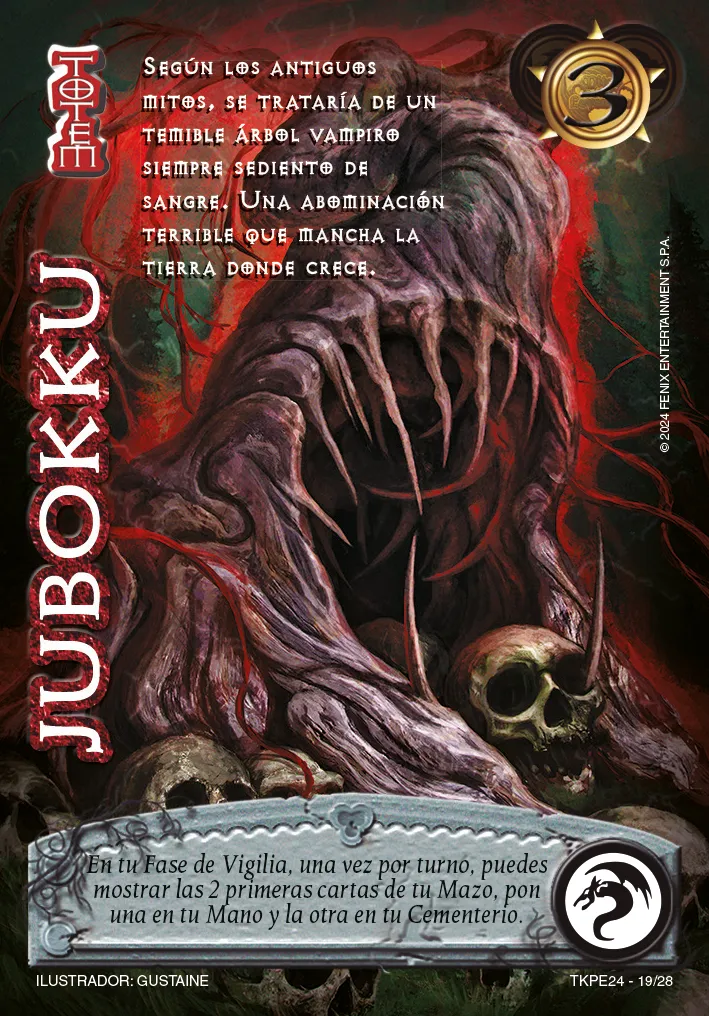 TOTEM
SEGÚN LOS ANTIGUOS
MITOS, SE TRATARÍA DE UN
TEMIBLE ÁRBOL VAMPIRO
SIEMPRE SEDIENTO DE
SANGRE. UNA ABOMINACIÓN
TERRIBLE QUE MANCHA LA
TIERRA DONDE CRECE.
3
© 2024 FENIX ENTERTAINMENT S.P.A.
JUBOKKU
En tu Fase de Vigilia, una vez por turno, puedes
mostrar las 2 primeras cartas de tu Mazo, pon
una en tu Mano y la otra en tu Cementerio.
ILUSTRADOR: GUSTAINE
TKPE24 - 19/28